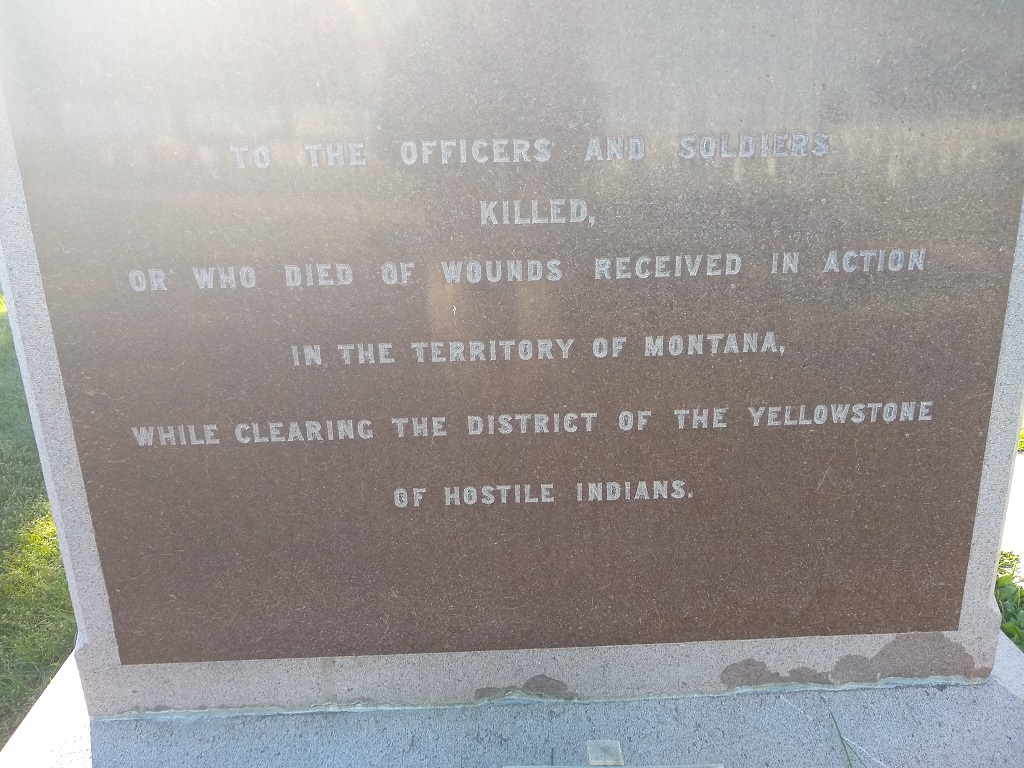 TO THE OFFICERS AND SOLDIERS
KILLED,
OR WHO DIED OF WOUNDS RECEIVED IN ACTION
IN THE TERRITORY OF MONTANA,
WHILE CLEARING THE DISTRICT OF THE YELLOWSTONE
OF HOSTILE INDIANS.